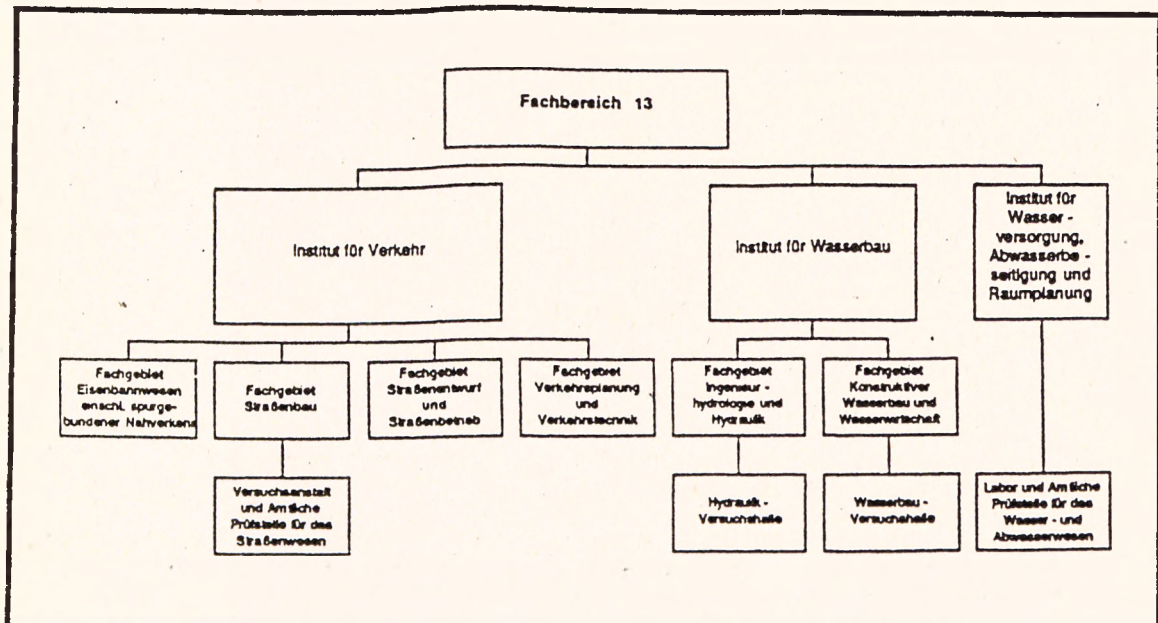 Fachbereich 13
Institut für Verkehr
Institut für Wasserbau
Institut für
Wasser -
versorgung,
Abwasserbe -
seitigung und
Raumplanung
Fachgebiet
Eisenbahnwesen
einschl. spurge-
bundener Nahverkehrs
Fachgebiet
Straßenbau
Fachgebiet
Straßenentwurf
und
Straßenbetrieb
Fachgebiet
Verkehrsplanung
und
Verkehrstechnik
Fachgebiet
Ingenieur -
hydrologie und
Hydraulik
Fachgebiet
Konstruktiver
Wasserbau und
Wasserwirtschaft
Versuchsanstalt
und Amtliche
Prüfstelle für das
Straßenwesen
Hydraulik -
Versuchshalle
Wasserbau -
Versuchshalle
Labor und Amtliche
Prüfstelle für das
Wasser - und
Abwasserwesen